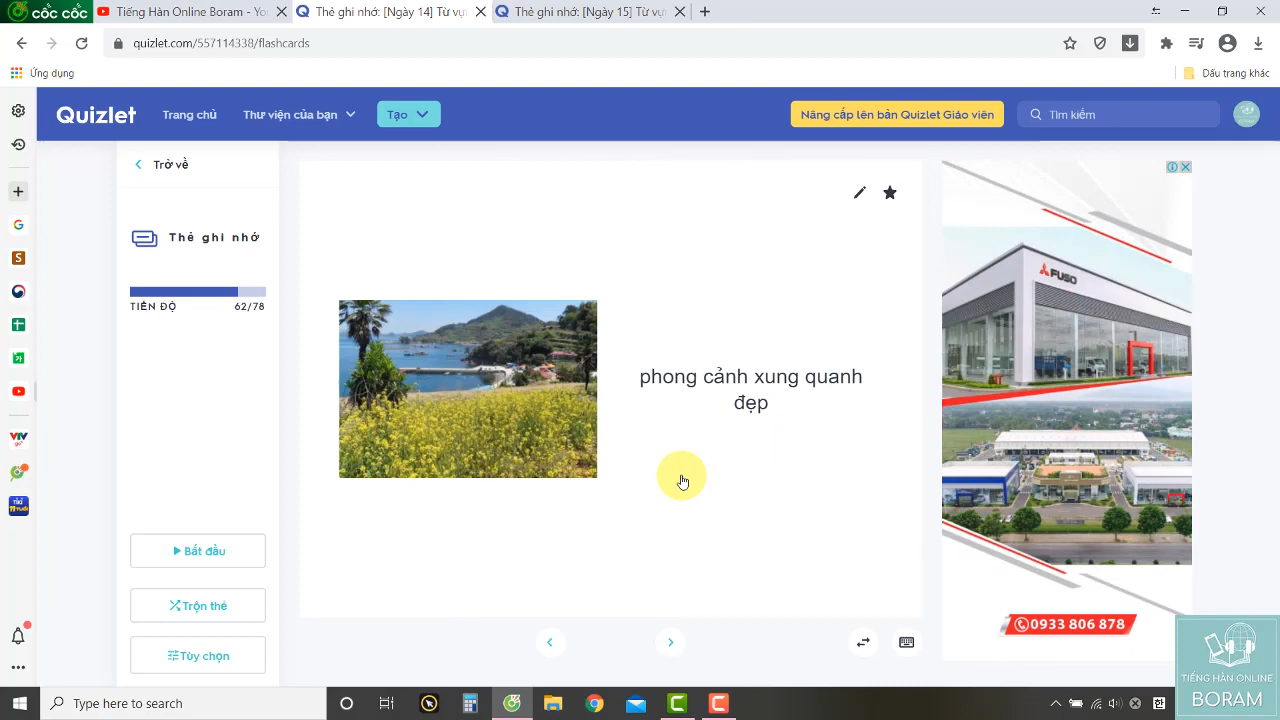 cốc cốc
Tiếng Hàn Onlize Boram - Yo
Thẻ ghi nhớ: [Ngày 14] Từ vự
Thẻ ghi nhớ: [Ngày 15] Từ vự
quizlet.com/557114338/flashcards
Ứng dụng
Dấu trang khác
Quizlet
Trang chủ
Thư viện của bạn
Tạo
Nâng cấp lên bản Quizlet Giáo viên
Tìm kiếm
Trở về
Thẻ ghi nhớ
TIẾN ĐỘ
62/78
phong cảnh xung quanh
đẹp
Bắt đầu
Trộn thẻ
Tùy chọn
FUSO
0933 806 878
TIẾNG HÀN ONLINE
BORAM
Type here to search